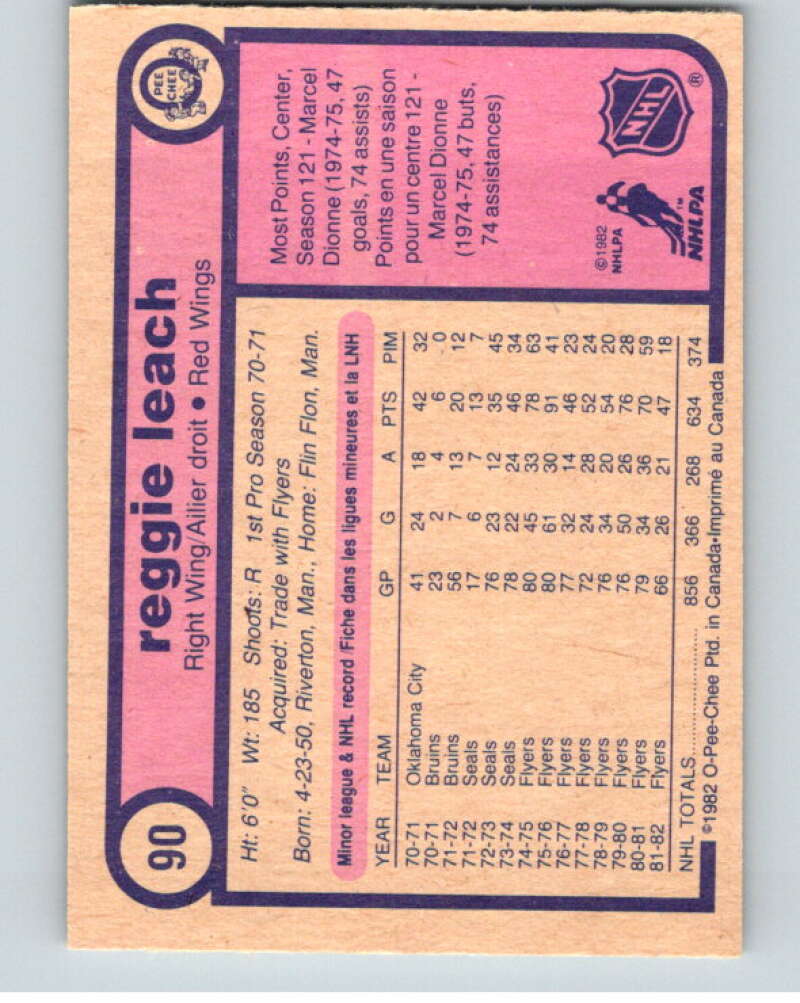 90
reggie leach
Right Wing/Ailier droit • Red Wings
O
PEE
CHEE
Ht: 6'0" Wt: 185 Shoots: R 1st Pro Season 70-71
Acquired: Trade with Flyers
Born: 4-23-50, Riverton, Man., Home: Flin Flon, Man.
Minor league & NHL record/Fiche dans les ligues mineures et la LNH
YEAR TEAM GP G A PTS PIM
70-71 Oklahoma City 41 24 18 42 32
70-71 Bruins 23 2 4 6 0
71-72 Bruins 56 7 13 20 12
71-72 Seals 17 6 7 13 7
72-73 Seals 76 23 12 35 45
73-74 Seals 78 22 24 46 34
74-75 Flyers 80 45 33 78 63
75-76 Flyers 80 61 30 91 41
76-77 Flyers 77 32 14 46 23
77-78 Flyers 72 24 28 52 24
78-79 Flyers 76 34 20 54 20
79-80 Flyers 76 50 26 76 28
80-81 Flyers 79 34 36 70 59
81-82 Flyers 66 26 21 47 18
NHL TOTALS 856 366 268 634 374
©1982 O-Pee-Chee Ptd. in Canada•Imprimé au Canada
Most Points, Center,
Season 121 - Marcel
Dionne (1974-75, 47
goals, 74 assists)
Points en une saison
pour un centre 121 -
Marcel Dionne
(1974-75, 47 buts,
74 assistances)
©1982
NHLPA
NHL
®
NHLPA
TM